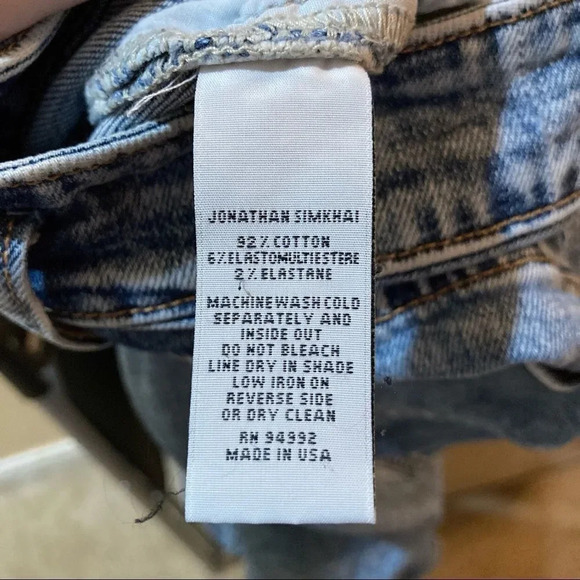 JONATHAN SIMKHAI
92% COTTON
6% ELASTOMULTIESTERE
2% ELASTANE
MACHINE WASH COLD
SEPARATELY AND
INSIDE OUT
DO NOT BLEACH
LINE DRY IN SHADE
LOW IRON ON
REVERSE SIDE
OR DRY CLEAN
RN 94992
MADE IN USA